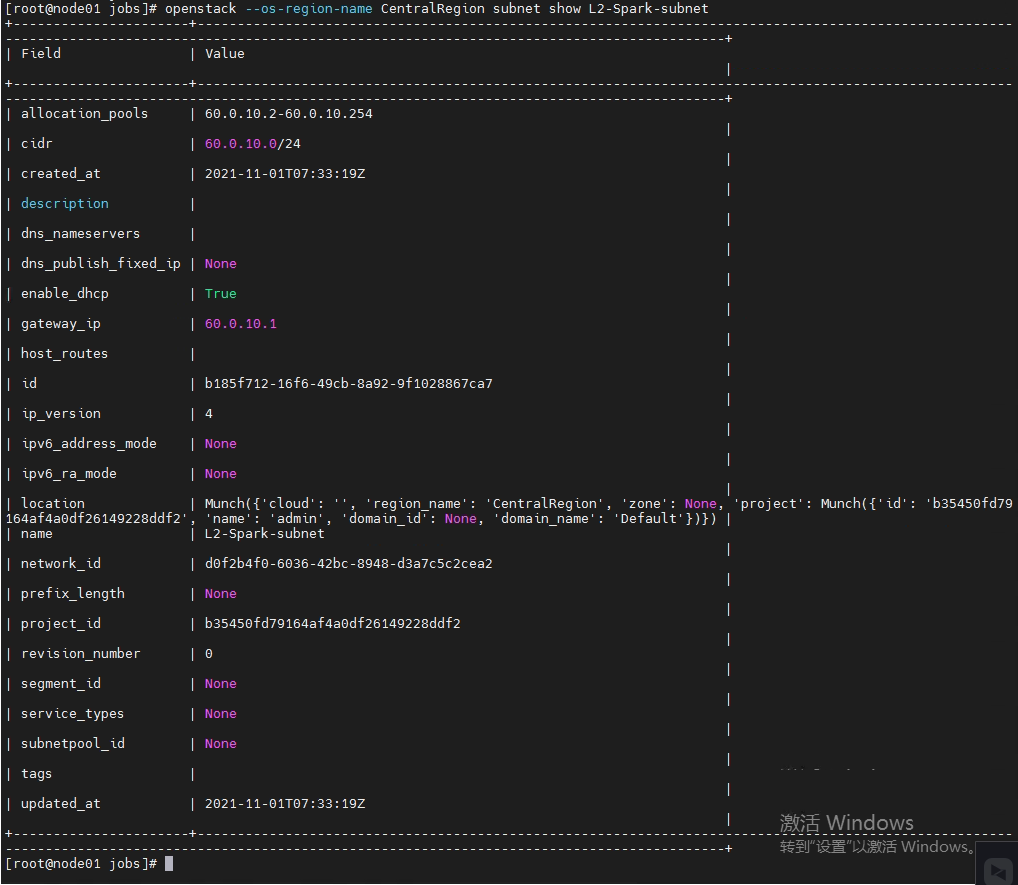 [root@node01 jobs]# openstack --os-region-name CentralRegion subnet show L2-Spark-subnet
| Field | Value |
| allocation_pools | 60.0.10.2-60.0.10.254 |
| cidr | 60.0.10.0/24 |
| created_at | 2021-11-01T07:33:19Z |
| description | |
| dns_nameservers | |
| dns_publish_fixed_ip | None |
| enable_dhcp | True |
| gateway_ip | 60.0.10.1 |
| host_routes | |
| id | b185f712-16f6-49cb-8a92-9f1028867ca7 |
| ip_version | 4 |
| ipv6_address_mode | None |
| ipv6_ra_mode | None |
| location | Munch({'cloud': '', 'region_name': 'CentralRegion', 'zone': None, 'project': Munch({'id': 'b35450fd79
164af4a0df26149228ddf2', 'name': 'admin', 'domain_id': None, 'domain_name': 'Default'})}) |
| name | L2-Spark-subnet |
| network_id | d0f2b4f0-6036-42bc-8948-d3a7c5c2cea2 |
| prefix_length | None |
| project_id | b35450fd79164af4a0df26149228ddf2 |
| revision_number | 0 |
| segment_id | None |
| service_types | None |
| subnetpool_id | None |
| tags | |
| updated_at | 2021-11-01T07:33:19Z |
激活 Windows
转到“设置”以激活 Windows。
[root@node01 jobs]#